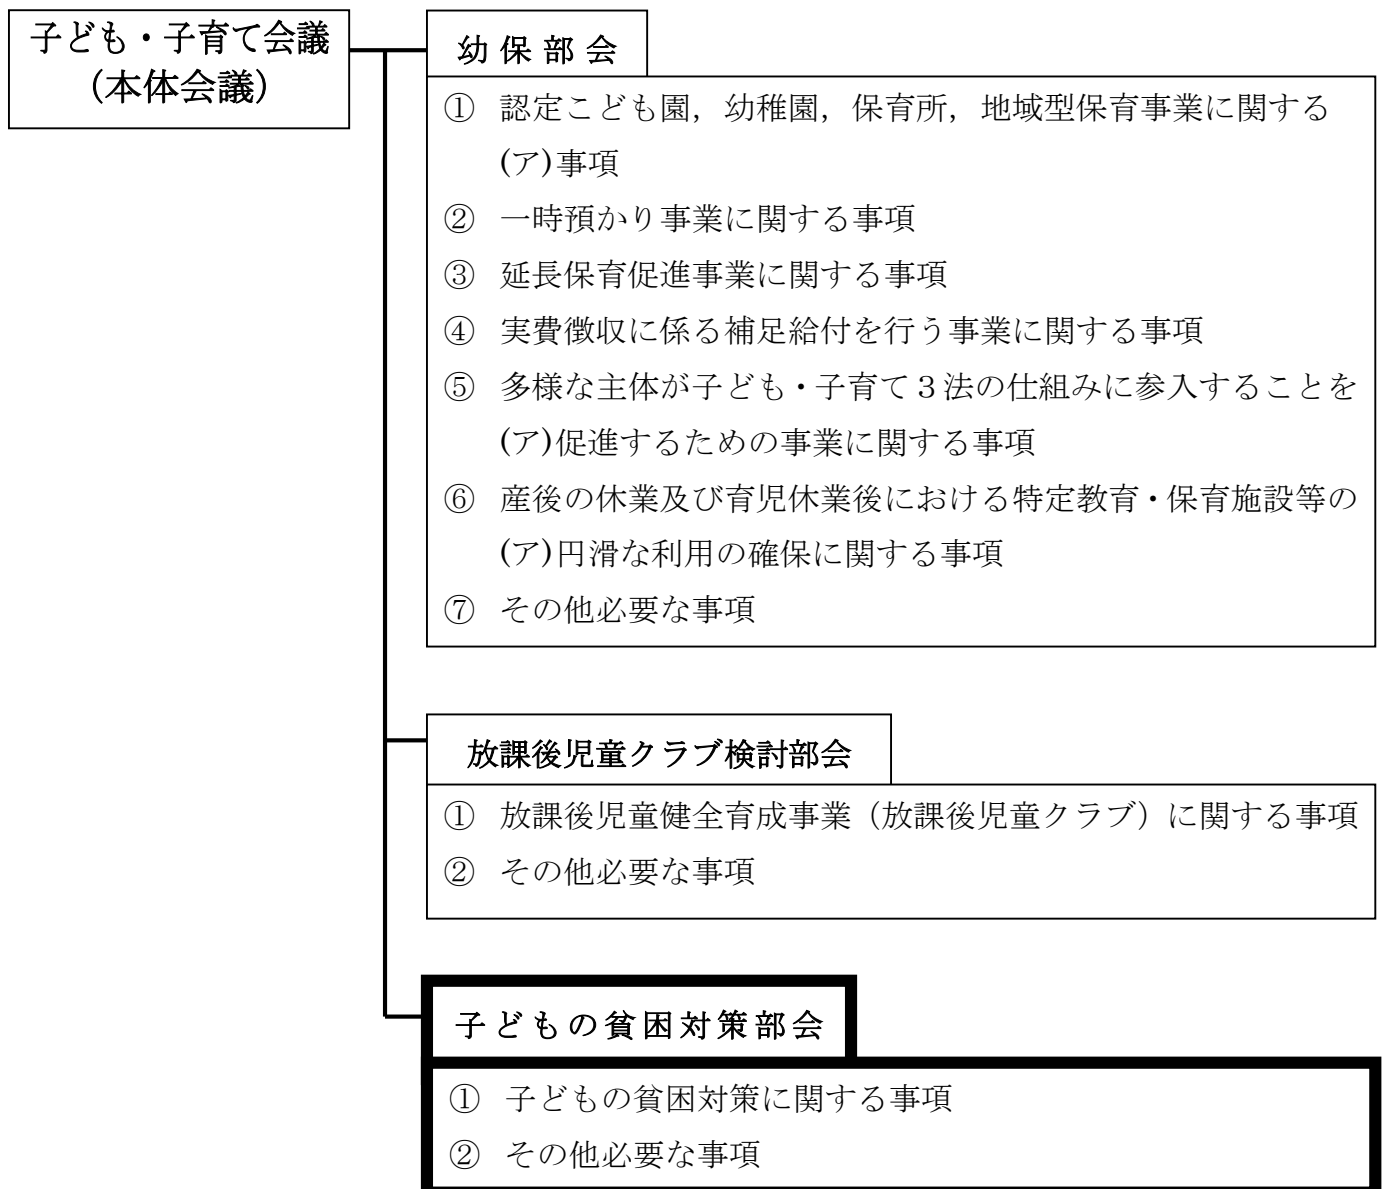 子ども・子育て会議
(本体会議)
幼保部会
① 認定こども園，幼稚園，保育所，地域型保育事業に関する
(ア)事項
② 一時預かり事業に関する事項
③ 延長保育促進事業に関する事項
④ 実費徴収に係る補足給付を行う事業に関する事項
⑤ 多様な主体が子ども・子育て３法の仕組みに参入することを
(ア)促進するための事業に関する事項
⑥ 産後の休業及び育児休業後における特定教育・保育施設等の
(ア)円滑な利用の確保に関する事項
⑦ その他必要な事項
放課後児童クラブ検討部会
① 放課後児童健全育成事業（放課後児童クラブ）に関する事項
② その他必要な事項
子どもの貧困対策部会
① 子どもの貧困対策に関する事項
② その他必要な事項